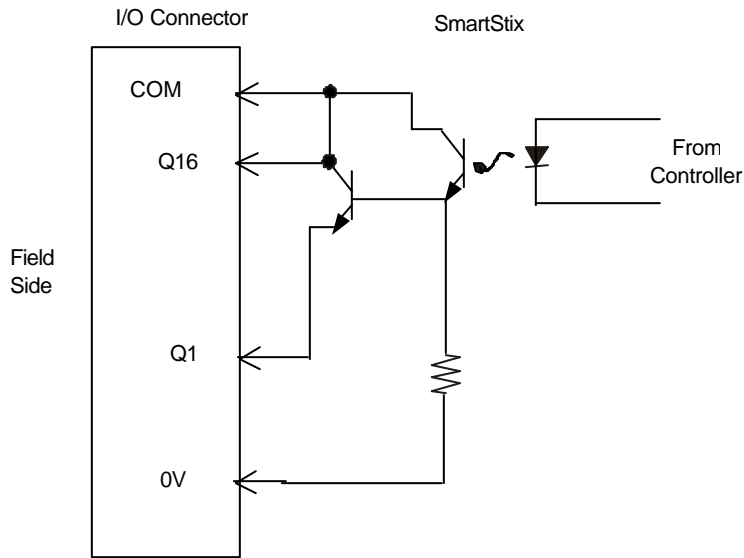 I/O Connector
SmartStix
COM
Q16
From
Controller
Field
Side
Q1
0V